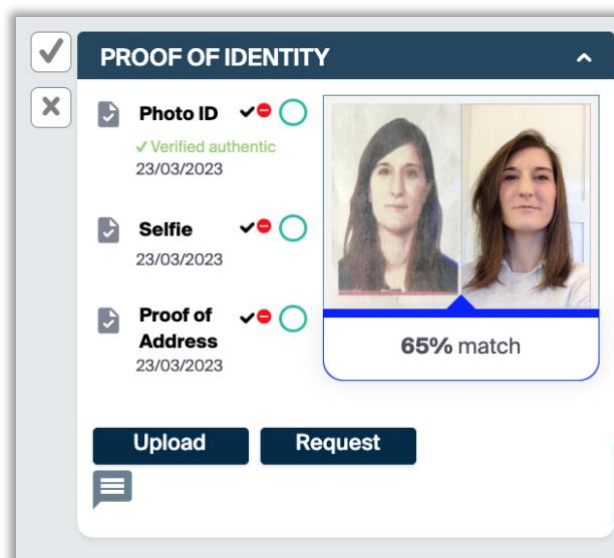 PROOF OF IDENTITY
Photo ID
✓ Verified authentic
23/03/2023
Selfie
23/03/2023
Proof of
Address
23/03/2023
65% match
Upload
Request